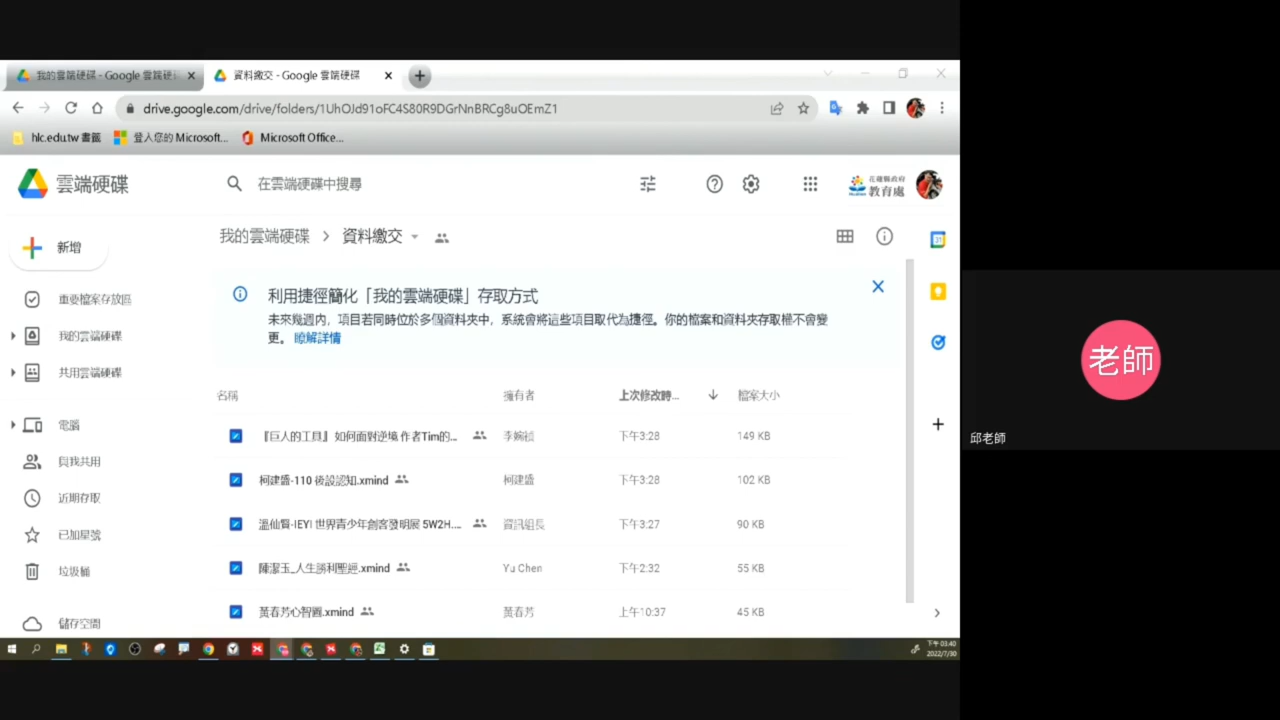 我的雲端硬碟 - Google 雲端硬碟
資料繳交 - Google 雲端硬碟
drive.google.com/drive/folders/1UhOJd91oFC4S80R9DGrNnBRCg8uOEmZ1
hlc.edu.tw 書籤
登入您的 Microsoft...
Microsoft Office...
雲端硬碟
在雲端硬碟中搜尋
花蓮縣政府
教育處
新增
我的雲端硬碟 > 資料繳交
重要檔案存放區
我的雲端硬碟
共用雲端硬碟
電腦
與我共用
近期存取
已加星號
垃圾桶
儲存空間
利用捷徑簡化「我的雲端硬碟」存取方式
未來幾週內，項目若同時位於多個資料夾中，系統會將這些項目取代為捷徑。你的檔案和資料夾存取權不會變
更。 瞭解詳情
名稱 擁有者 上次修改時... 檔案大小
『巨人的工具』如何面對逆境 作者Tim的... 李婉禎 下午3:28 149 KB
柯建盛-110 後設認知.xmind 柯建盛 下午3:28 102 KB
溫仙賢-IEYI 世界青少年創客發明展 5W2H.... 資訊組長 下午3:27 90 KB
陳潔玉_人生勝利聖經.xmind Yu Chen 下午2:32 55 KB
黃春芳心智圖.xmind 黃春芳 上午10:37 45 KB
下午 03:40
2022/7/30
老師
邱老師